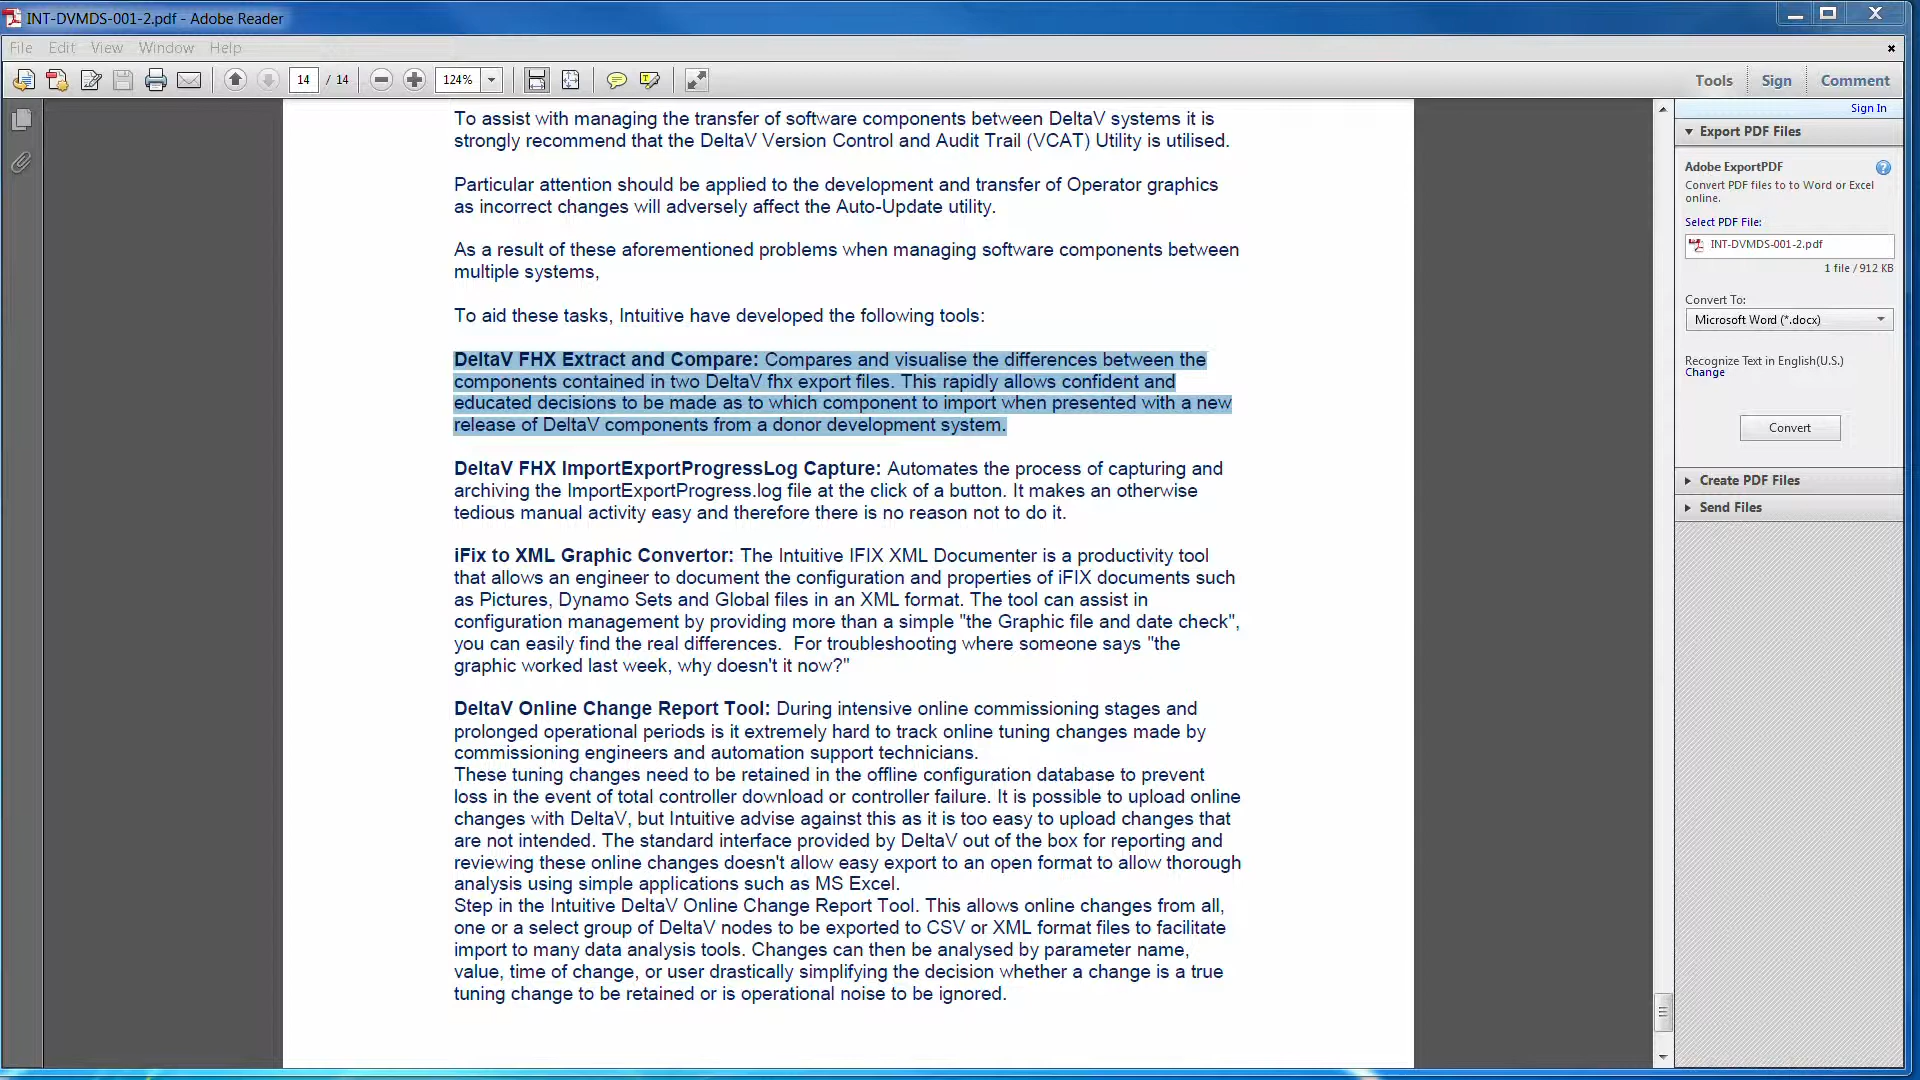 INT-DVMDS-001-2.pdf - Adobe Reader
File Edit View Window Help
14 / 14 124% Tools Sign Comment
To assist with managing the transfer of software components between DeltaV systems it is
strongly recommend that the DeltaV Version Control and Audit Trail (VCAT) Utility is utilised.
Particular attention should be applied to the development and transfer of Operator graphics
as incorrect changes will adversely affect the Auto-Update utility.
As a result of these aforementioned problems when managing software components between
multiple systems,
To aid these tasks, Intuitive have developed the following tools:
DeltaV FHX Extract and Compare: Compares and visualise the differences between the
components contained in two DeltaV fhx export files. This rapidly allows confident and
educated decisions to be made as to which component to import when presented with a new
release of DeltaV components from a donor development system.
DeltaV FHX ImportExportProgressLog Capture: Automates the process of capturing and
archiving the ImportExportProgress.log file at the click of a button. It makes an otherwise
tedious manual activity easy and therefore there is no reason not to do it.
iFix to XML Graphic Convertor: The Intuitive IFIX XML Documenter is a productivity tool
that allows an engineer to document the configuration and properties of iFIX documents such
as Pictures, Dynamo Sets and Global files in an XML format. The tool can assist in
configuration management by providing more than a simple "the Graphic file and date check",
you can easily find the real differences.  For troubleshooting where someone says "the
graphic worked last week, why doesn't it now?"
DeltaV Online Change Report Tool: During intensive online commissioning stages and
prolonged operational periods is it extremely hard to track online tuning changes made by
commissioning engineers and automation support technicians.
These tuning changes need to be retained in the offline configuration database to prevent
loss in the event of total controller download or controller failure. It is possible to upload online
changes with DeltaV, but Intuitive advise against this as it is too easy to upload changes that
are not intended. The standard interface provided by DeltaV out of the box for reporting and
reviewing these online changes doesn't allow easy export to an open format to allow thorough
analysis using simple applications such as MS Excel.
Step in the Intuitive DeltaV Online Change Report Tool. This allows online changes from all,
one or a select group of DeltaV nodes to be exported to CSV or XML format files to facilitate
import to many data analysis tools. Changes can then be analysed by parameter name,
value, time of change, or user drastically simplifying the decision whether a change is a true
tuning change to be retained or is operational noise to be ignored.
Sign In
Export PDF Files
Adobe ExportPDF
Convert PDF files to to Word or Excel
online.
Select PDF File:
INT-DVMDS-001-2.pdf
1 file / 912 KB
Convert To:
Microsoft Word (*.docx)
Recognize Text in English(U.S.)
Change
Convert
Create PDF Files
Send Files